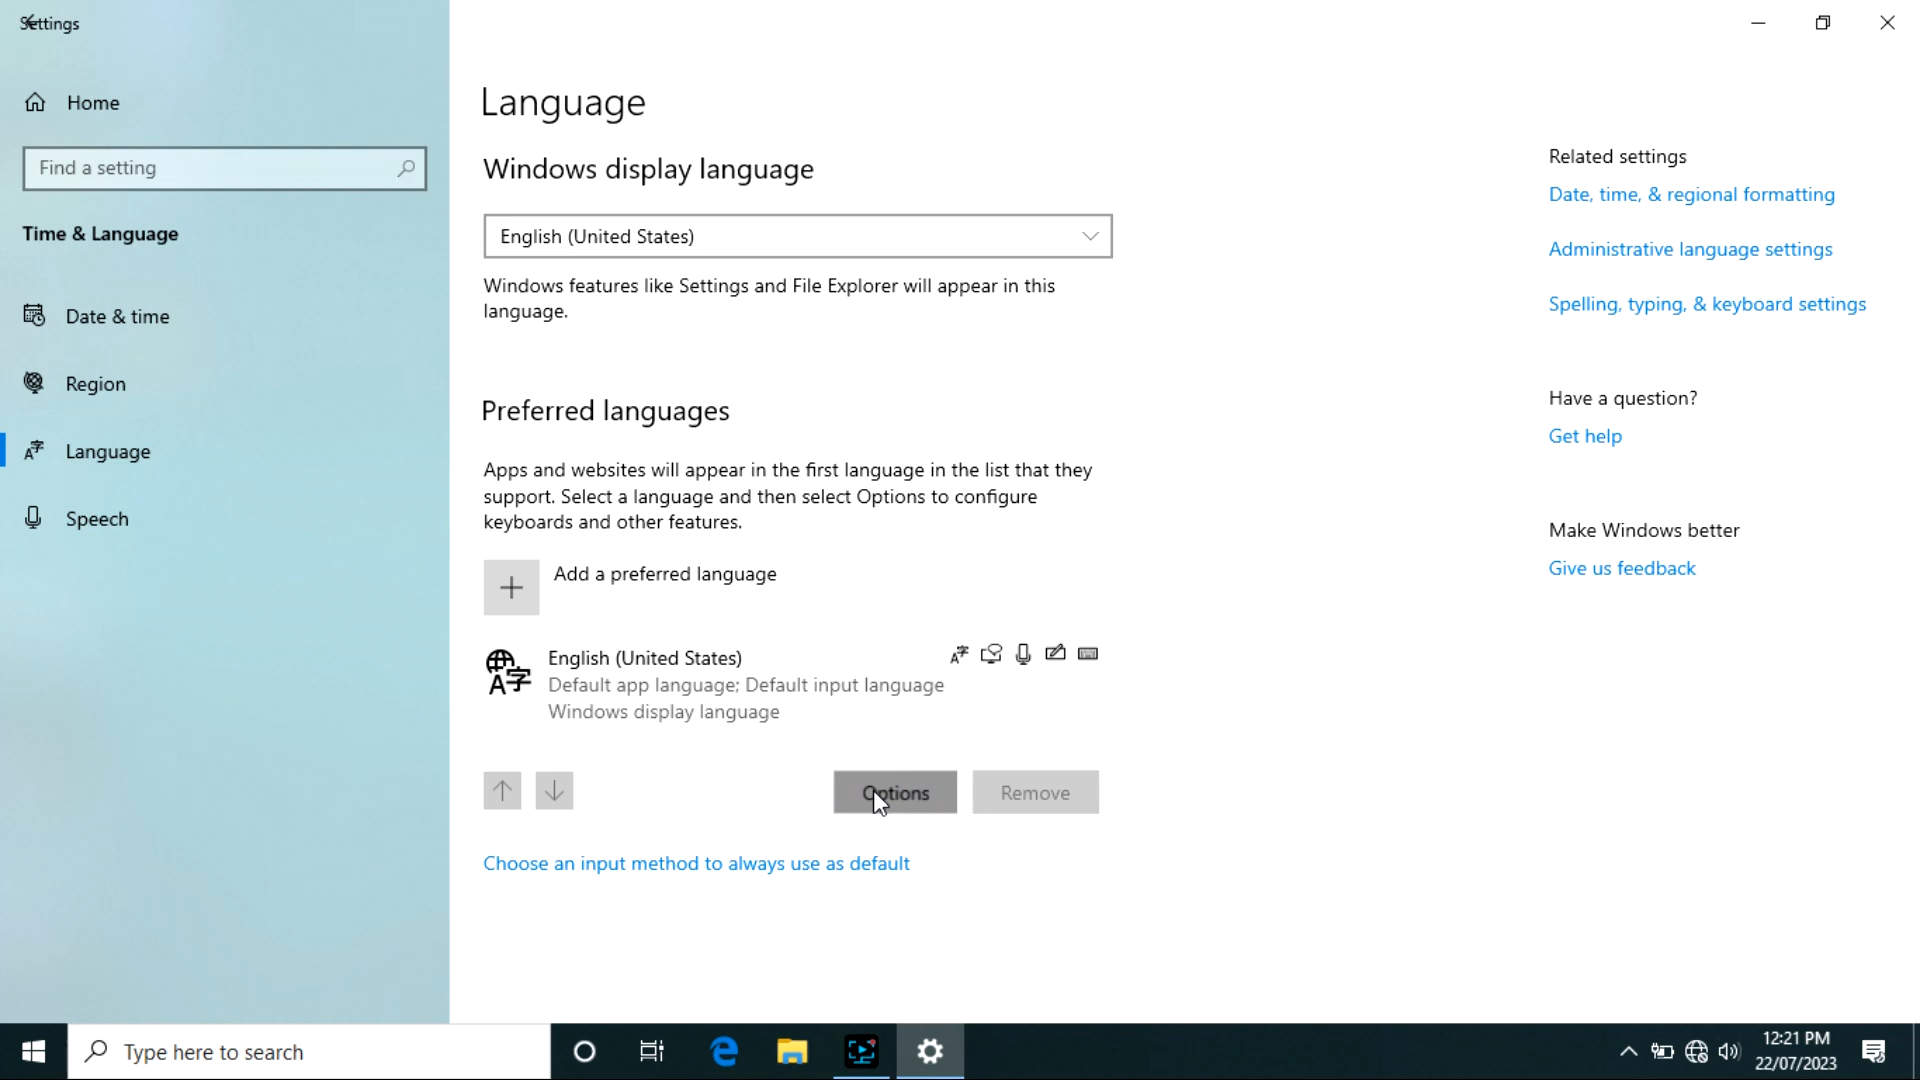 Settings
Home
Find a setting
Time & Language
Date & time
Region
Language
Speech
Language
Windows display language
English (United States)
Windows features like Settings and File Explorer will appear in this
language.
Preferred languages
Apps and websites will appear in the first language in the list that they
support. Select a language and then select Options to configure
keyboards and other features.
Add a preferred language
English (United States)
Default app language; Default input language
Windows display language
Options
Remove
Choose an input method to always use as default
Related settings
Date, time, & regional formatting
Administrative language settings
Spelling, typing, & keyboard settings
Have a question?
Get help
Make Windows better
Give us feedback
Type here to search
12:21 PM
22/07/2023